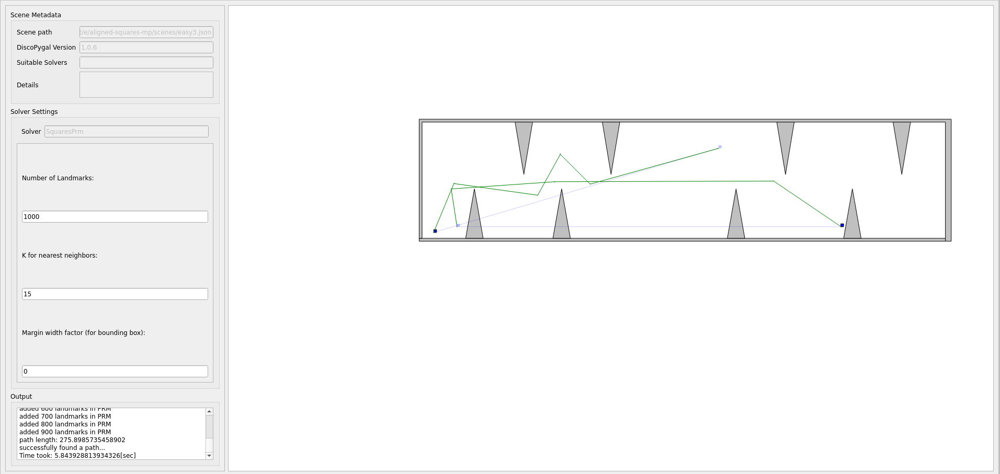 Scene Metadata
Scene path t/e/aligned-squares-mp/scenes/easy3.json
DiscoPygal Version 1.0.6
Suitable Solvers
Details
Solver Settings
Solver SquaresPrm
Number of Landmarks:
1000
K for nearest neighbors:
15
Margin width factor (for bounding box):
0
Output
added 600 landmarks in PRM
added 700 landmarks in PRM
added 800 landmarks in PRM
added 900 landmarks in PRM
path length: 275.8985735458902
successfully found a path...
Time took: 5.843928813934326[sec]